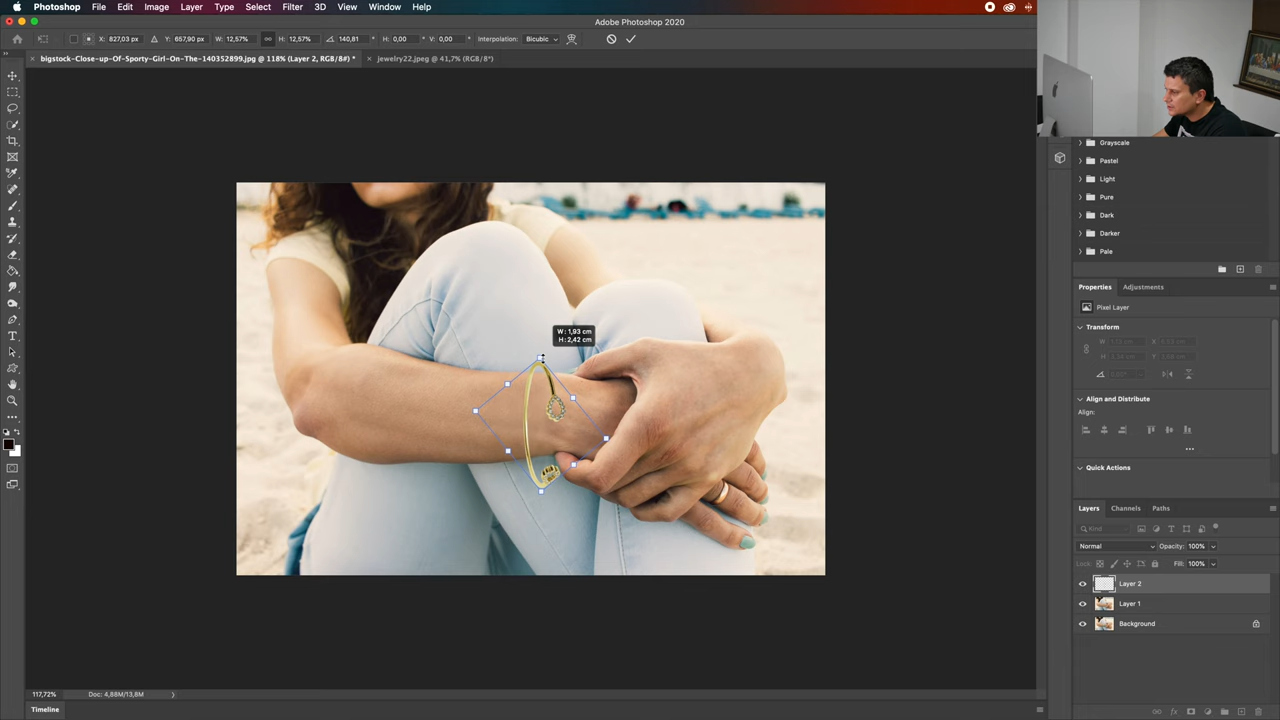 Photoshop File Edit Image Layer Type Select Filter 3D View Window Help
Adobe Photoshop 2020
X: 827,03 px Y: 657,90 px W: 12,57% H: 12,57% 140,81 ° H: 0,00 ° V: 0,00 ° Interpolation: Bicubic
× bigstock-Close-up-Of-Sporty-Girl-On-The-140352899.jpg @ 118% (Layer 2, RGB/8#) * × jewelry22.jpeg @ 41,7% (RGB/8*)
Grayscale
Pastel
Light
Pure
Dark
Darker
Pale
Properties Adjustments
Pixel Layer
Transform
Align and Distribute
Align:
Quick Actions
W: 1,93 cm
H: 2,42 cm
Layers Channels Paths
Kind
Normal Opacity: 100%
Lock: Fill: 100%
Layer 2
Layer 1
Background
117,72% Doc: 4,88M/13,8M
Timeline